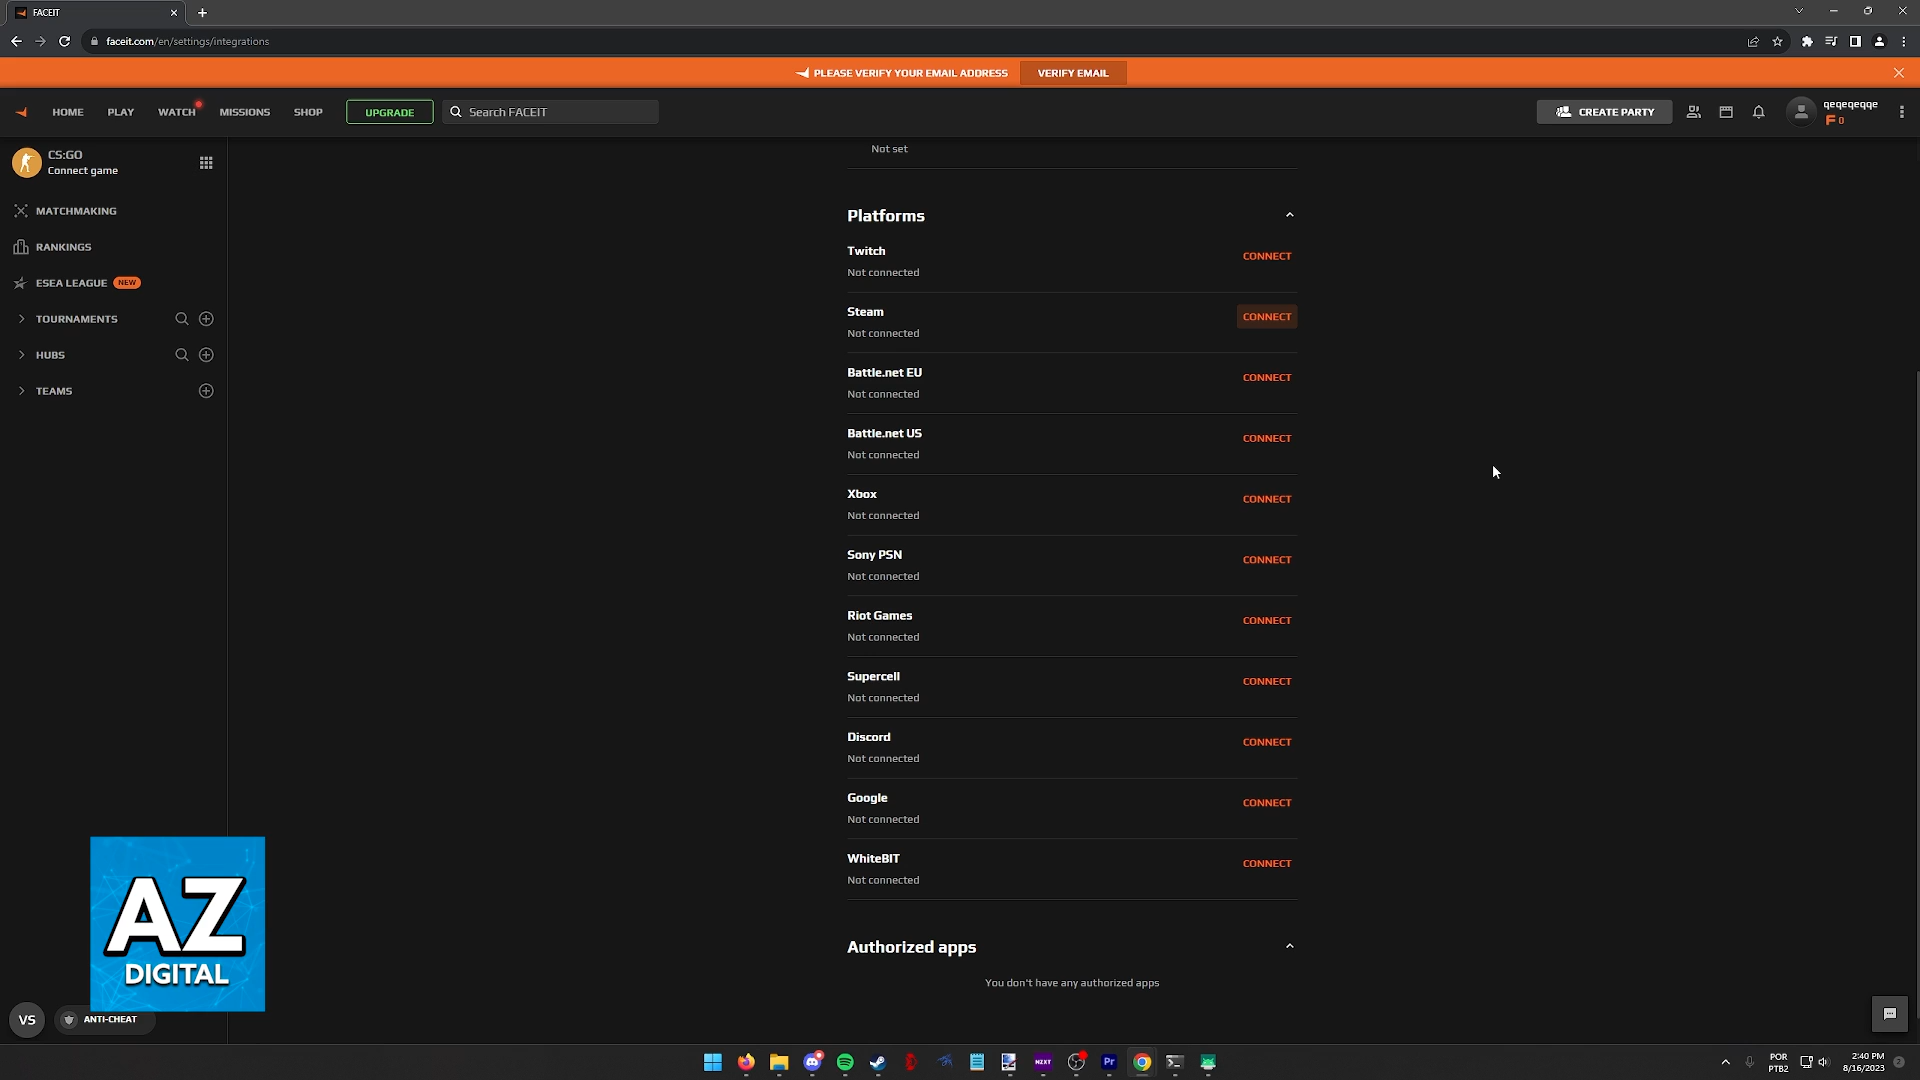 FACEIT
faceit.com/en/settings/integrations
PLEASE VERIFY YOUR EMAIL ADDRESS
VERIFY EMAIL
HOME
PLAY
WATCH
MISSIONS
SHOP
UPGRADE
Search FACEIT
CREATE PARTY
qeqeqeqqe
0
CS:GO
Connect game
MATCHMAKING
RANKINGS
ESEA LEAGUE NEW
TOURNAMENTS
HUBS
TEAMS
Not set
Platforms
Twitch
CONNECT
Not connected
Steam
CONNECT
Not connected
Battle.net EU
CONNECT
Not connected
Battle.net US
CONNECT
Not connected
Xbox
CONNECT
Not connected
Sony PSN
CONNECT
Not connected
Riot Games
CONNECT
Not connected
Supercell
CONNECT
Not connected
Discord
CONNECT
Not connected
Google
CONNECT
Not connected
WhiteBIT
CONNECT
Not connected
Authorized apps
You don't have any authorized apps
AZ
DIGITAL
VS
ANTI-CHEAT
NZXT
Pr
POR
PTB2
2:40 PM
8/16/2023